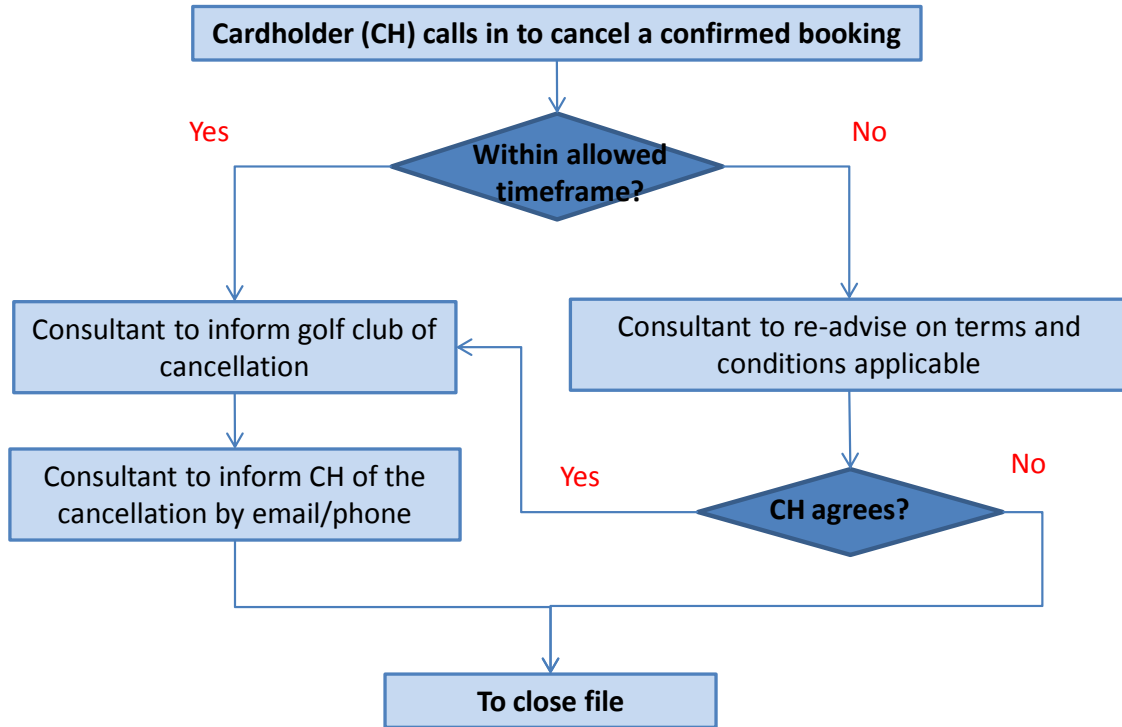 Cardholder (CH) calls in to cancel a confirmed booking
Yes
No
Within allowed
timeframe?
Consultant to inform golf club of
cancellation
Consultant to re-advise on terms and
conditions applicable
Consultant to inform CH of the
cancellation by email/phone
Yes
No
CH agrees?
To close file